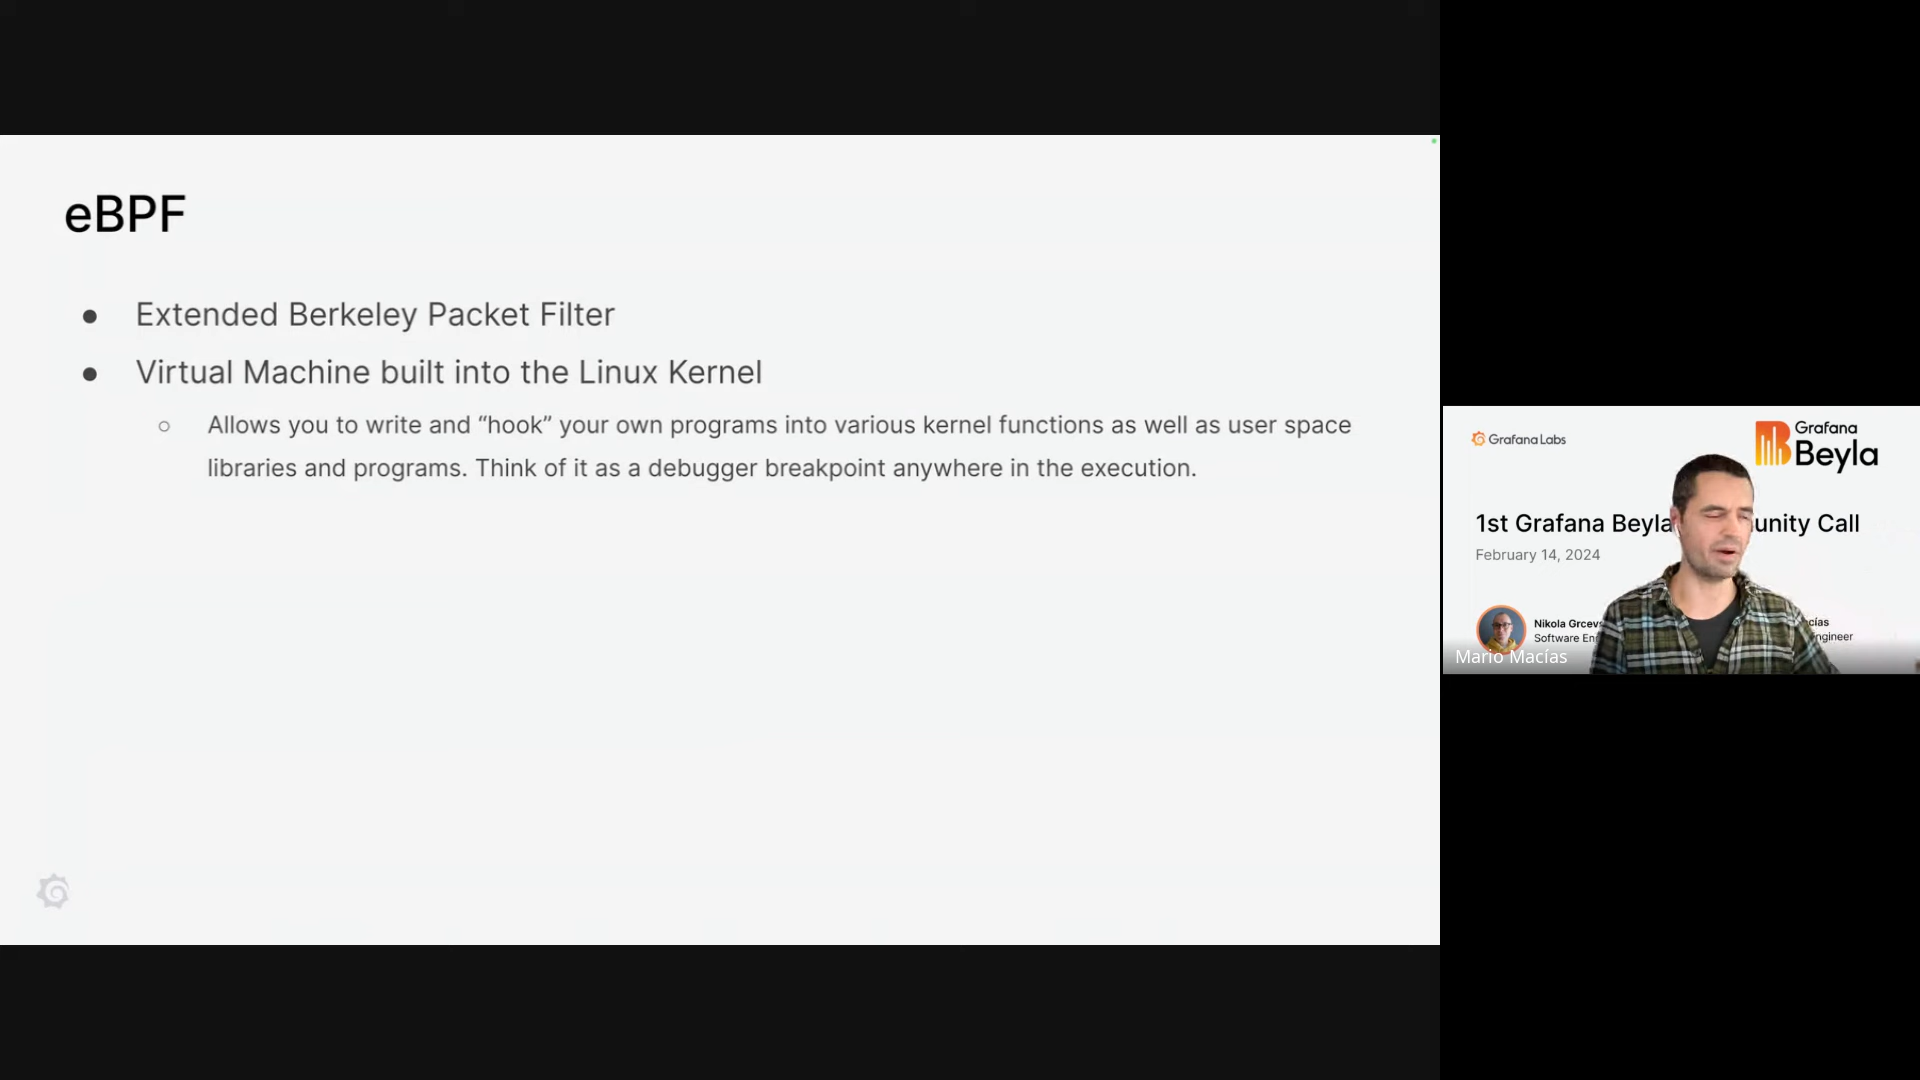 eBPF
● Extended Berkeley Packet Filter
● Virtual Machine built into the Linux Kernel
○ Allows you to write and “hook” your own programs into various kernel functions as well as user space
libraries and programs. Think of it as a debugger breakpoint anywhere in the execution.
Grafana Labs
Grafana
Beyla
1st Grafana Beyla unity Call
February 14, 2024
Nikola
Software
Mario Macías